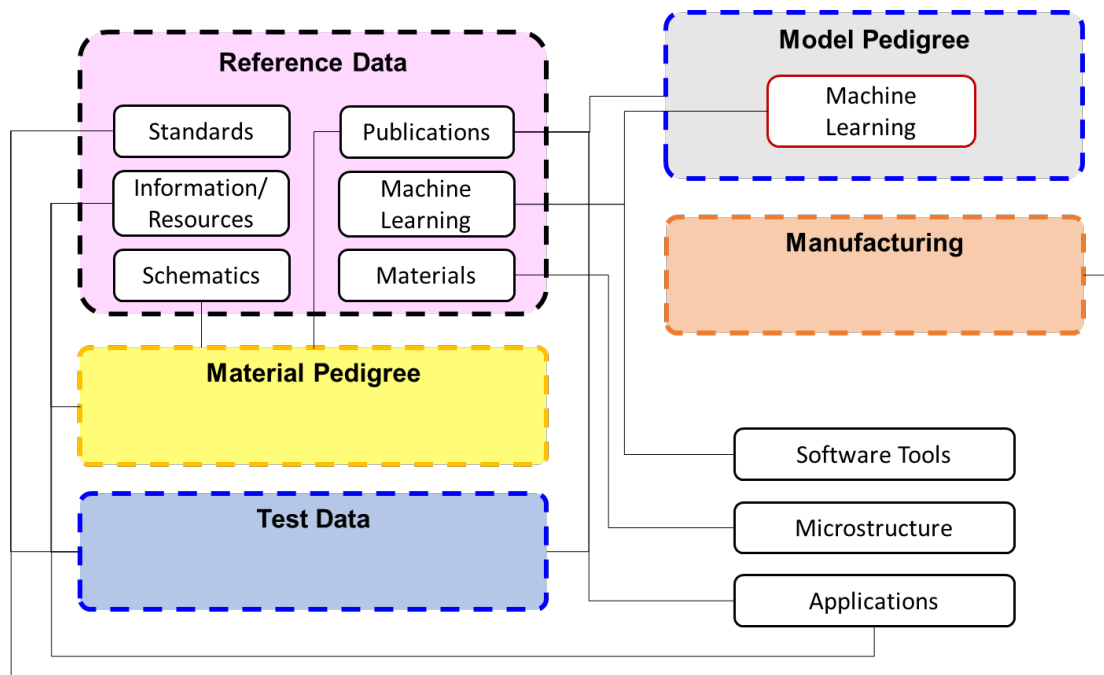 Reference Data
Standards
Publications
Information/
Resources
Machine
Learning
Schematics
Materials
Model Pedigree
Machine
Learning
Manufacturing
Material Pedigree
Test Data
Software Tools
Microstructure
Applications